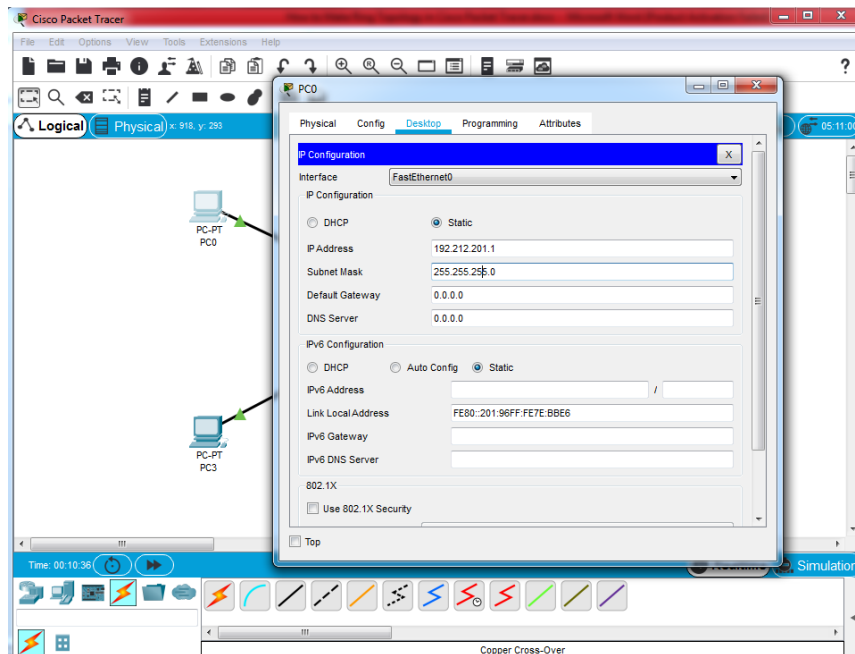 Cisco Packet Tracer
File Edit Options View Tools Extensions Help
?
Logical Physical x: 918, y: 293 05:11:00
PC-PT
PC0
PC-PT
PC3
PC0
Physical Config Desktop Programming Attributes
IP Configuration X
Interface FastEthernet0
IP Configuration
DHCP Static
IP Address 192.212.201.1
Subnet Mask 255.255.255.0
Default Gateway 0.0.0.0
DNS Server 0.0.0.0
IPv6 Configuration
DHCP Auto Config Static
IPv6 Address /
Link Local Address FE80::201:96FF:FE7E:BBE6
IPv6 Gateway
IPv6 DNS Server
802.1X
Use 802.1X Security
Top
Time: 00:10:36 Simulation
Copper Cross-Over